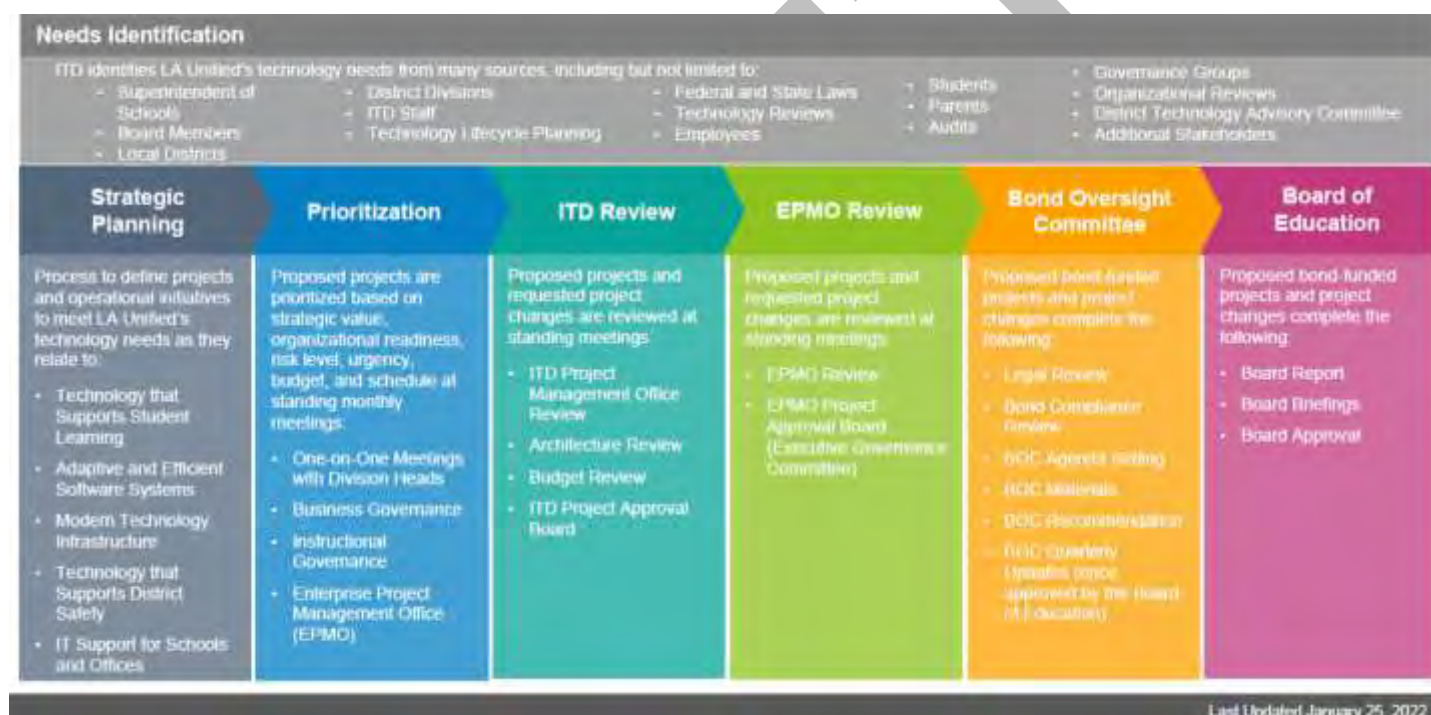 Needs Identification
ITD identifies LA Unified's technology needs from many sources, including but not limited to:
- Superintendent of
Schools
- Board Members
- Local Districts
- District Divisions
- ITD Staff
- Technology Lifecycle Planning
- Federal and State Laws
- Technology Reviews
- Employees
- Students
- Parents
- Audits
- Governance Groups
- Organizational Reviews
- District Technology Advisory Committee
- Additional Stakeholders
Strategic
Planning
Process to define projects
and operational initiatives
to meet LA Unified's
technology needs as they
relate to:
• Technology that
Supports Student
Learning
• Adaptive and Efficient
Software Systems
• Modern Technology
Infrastructure
• Technology that
Supports District
Safety
• IT Support for Schools
and Offices
Prioritization
Proposed projects are
prioritized based on
strategic value,
organizational readiness,
risk level, urgency,
budget, and schedule at
standing monthly
meetings:
• One-on-One Meetings
with Division Heads
• Business Governance
• Instructional
Governance
• Enterprise Project
Management Office
(EPMO)
ITD Review
Proposed projects and
requested project
changes are reviewed at
standing meetings
• ITD Project
Management Office
Review
• Architecture Review
• Budget Review
• ITD Project Approval
Board
EPMO Review
Proposed projects and
requested project
changes are reviewed at
standing meetings
• EPMO Review
• EPMO Project
Approval Board
(Executive Governance
Committee)
Bond Oversight
Committee
Proposed bond-funded
projects and project
changes complete the
following:
• Legal Review
• Bond Compliance
Review
• BOC Agenda Setting
• BOC Materials
• BOC Recommendation
• BOC Quarterly
Updates (once
approved by the Board
of Education)
Board of
Education
Proposed bond-funded
projects and project
changes complete the
following:
• Board Report
• Board Briefings
• Board Approval
Last Updated January 25, 2022